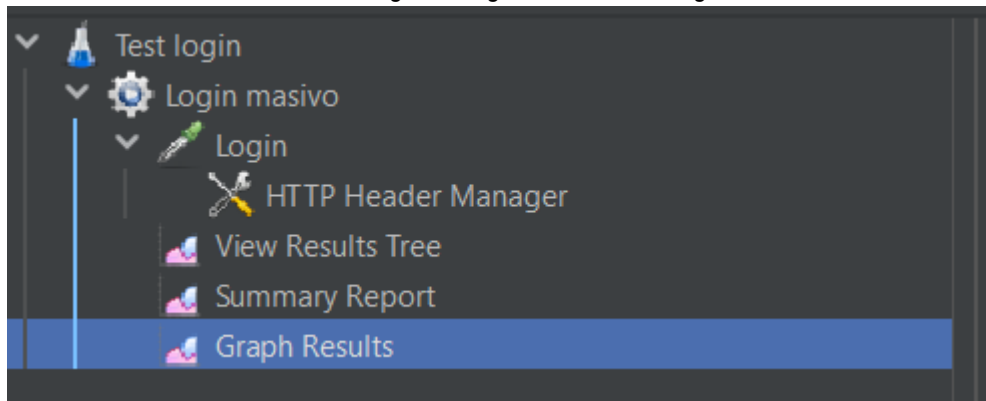 Test login
Login masivo
Login
HTTP Header Manager
View Results Tree
Summary Report
Graph Results